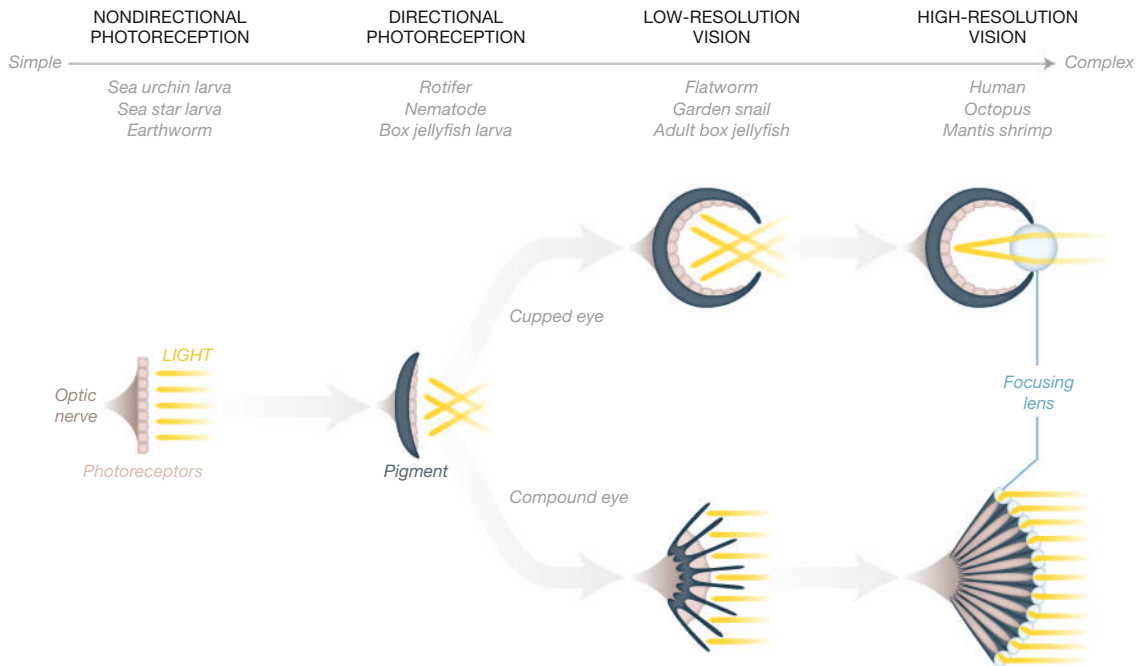 NONDIRECTIONAL
PHOTORECEPTION
DIRECTIONAL
PHOTORECEPTION
LOW-RESOLUTION
VISION
HIGH-RESOLUTION
VISION
Simple
Complex
Sea urchin larva
Sea star larva
Earthworm
Rotifer
Nematode
Box jellyfish larva
Flatworm
Garden snail
Adult box jellyfish
Human
Octopus
Mantis shrimp
Cupped eye
LIGHT
Optic
nerve
Photoreceptors
Pigment
Focusing
lens
Compound eye